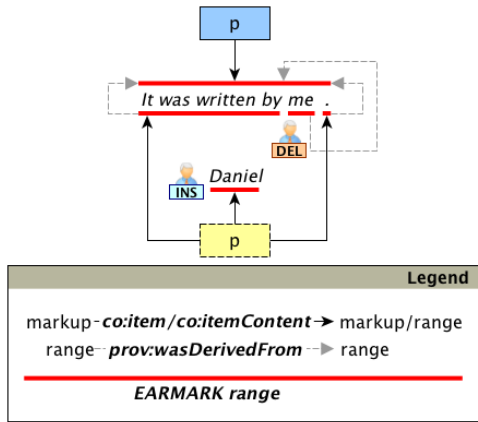 p
It was written by me .
DEL
Daniel
INS
p
Legend
markup co:item/co:itemContent markup/range
range prov:wasDerivedFrom range
EARMARK range